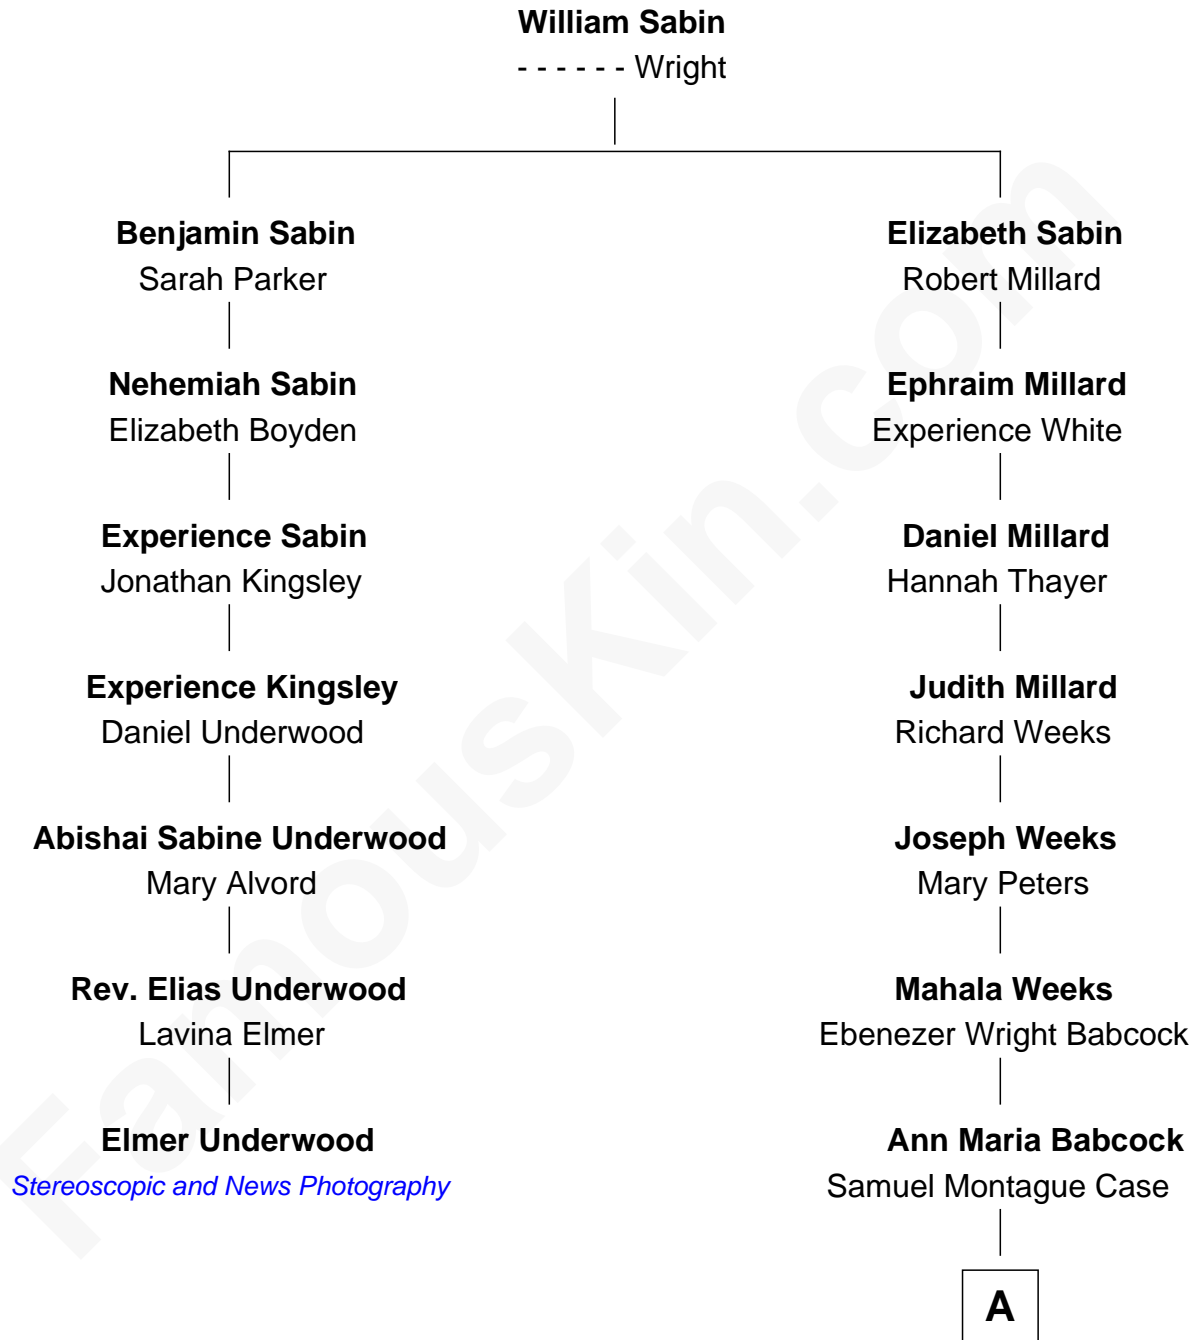 William Sabin
- - - - - - Wright
Benjamin Sabin
Sarah Parker
Elizabeth Sabin
Robert Millard
Nehemiah Sabin
Elizabeth Boyden
Ephraim Millard
Experience White
Experience Sabin
Jonathan Kingsley
Daniel Millard
Hannah Thayer
Experience Kingsley
Daniel Underwood
Judith Millard
Richard Weeks
Abishai Sabine Underwood
Mary Alvord
Joseph Weeks
Mary Peters
Rev. Elias Underwood
Lavina Elmer
Mahala Weeks
Ebenezer Wright Babcock
Elmer Underwood
Stereoscopic and News Photography
Ann Maria Babcock
Samuel Montague Case
A
FamousKin.com